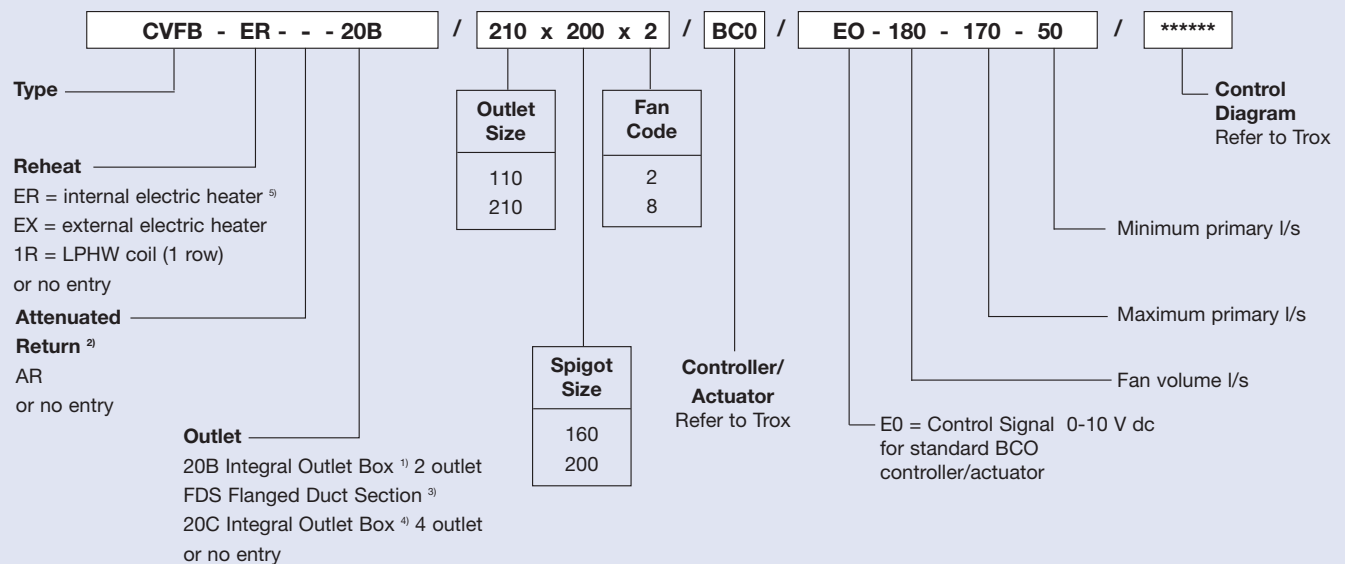 CVFB - ER - - - 20B / 210 x 200 x 2 / BC0 / EO - 180 - 170 - 50 / ******
Type
Reheat
ER = internal electric heater 5)
EX = external electric heater
1R = LPHW coil (1 row)
or no entry
Attenuated
Return 2)
AR
or no entry
Outlet
20B Integral Outlet Box 1) 2 outlet
FDS Flanged Duct Section 3)
20C Integral Outlet Box 4) 4 outlet
or no entry
Outlet
Size
110
210
Spigot
Size
160
200
Fan
Code
2
8
Controller/
Actuator
Refer to Trox
E0 = Control Signal 0-10 V dc
for standard BCO
controller/actuator
Fan volume l/s
Maximum primary l/s
Minimum primary l/s
Control
Diagram
Refer to Trox